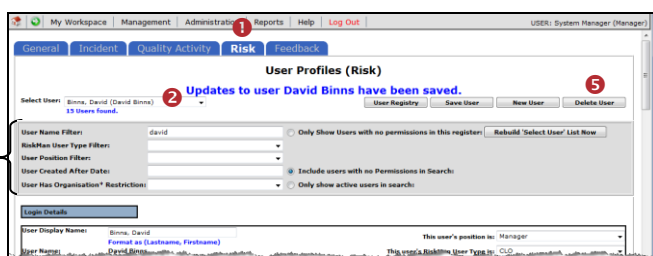 My Workspace | Management | Administration Reports | Help | Log Out | USER: System Manager (Manager)
1
General Incident Quality Activity Risk Feedback
User Profiles (Risk)
Updates to user David Binns have been saved.
5
Select User: Binns, David (David Binns) 2 User Registry Save User New User Delete User
15 Users found.
User Name Filter: david Only Show Users with no permissions in this register: Rebuild 'Select User' List Now
RiskMan User Type Filter:
User Position Filter:
User Created After Date: Include users with no Permissions in Search:
User Has Organisation* Restriction: Only show active users in search:
Login Details
User Display Name: Binns, David This user's position is: Manager
Format as (Lastname, Firstname)
User Name: David Binns This user's RiskMan User Type is: CLO